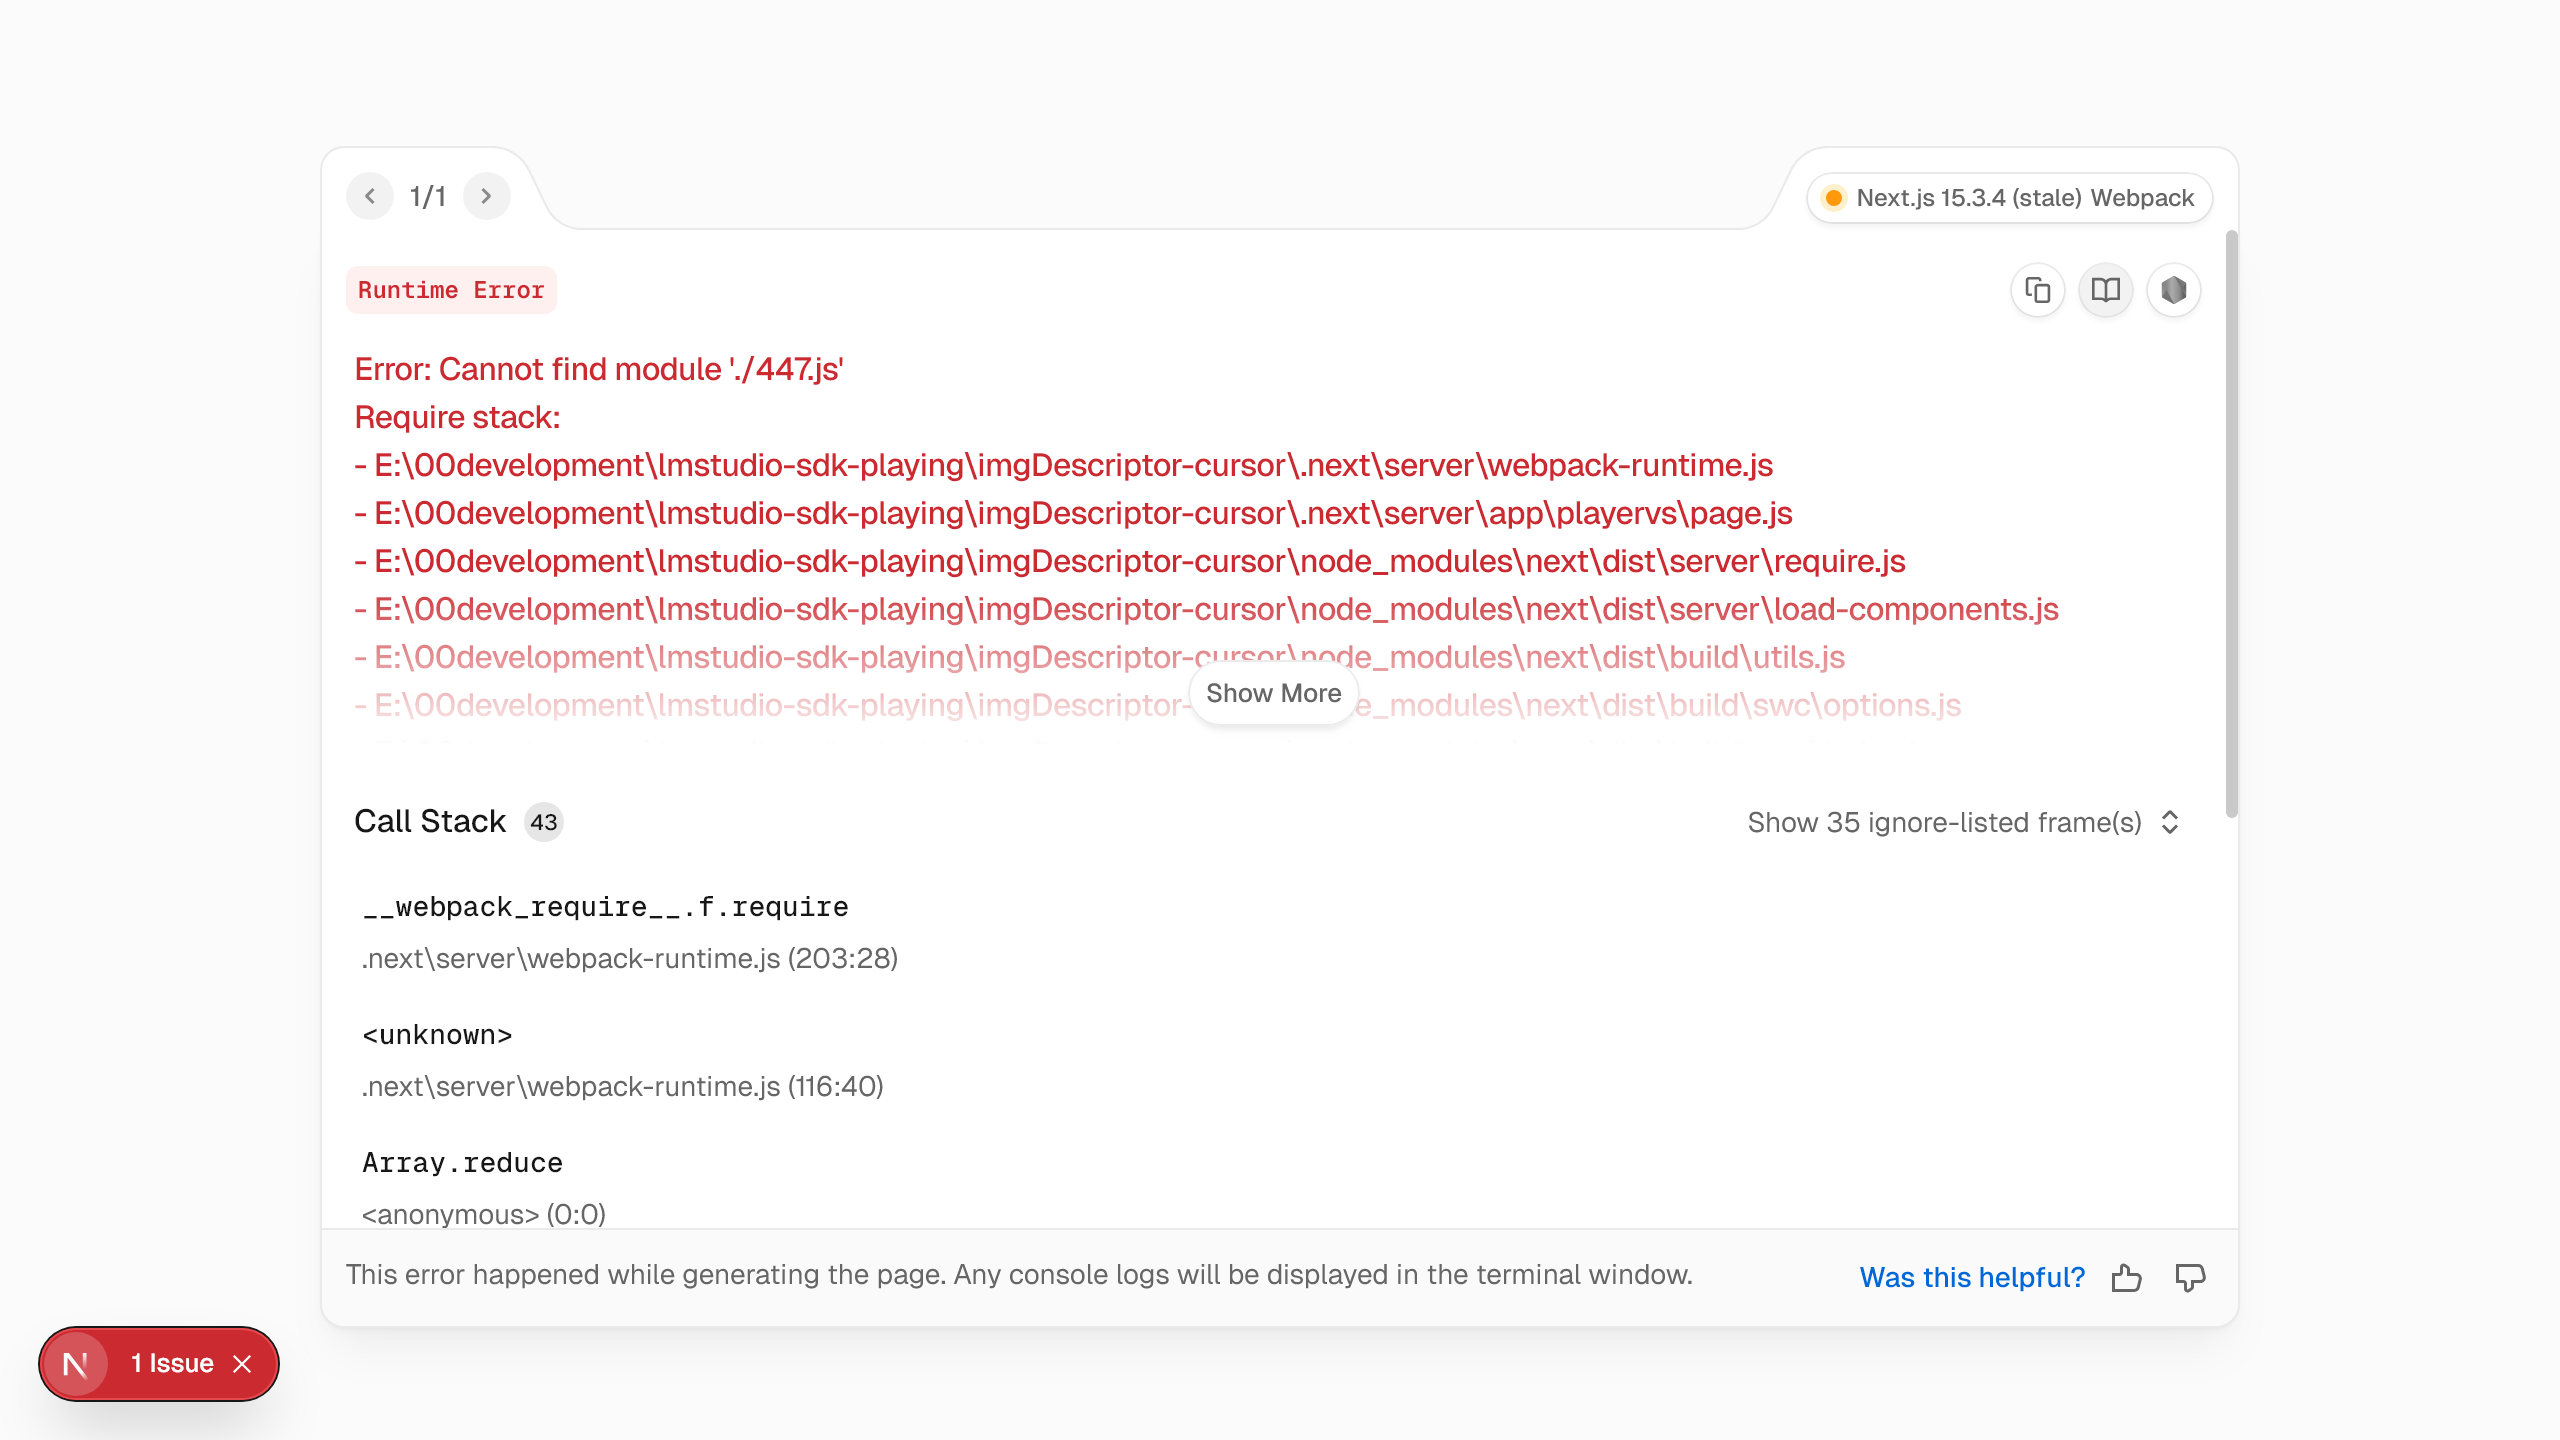 1/1
Next.js 15.3.4 (stale) Webpack
Runtime Error
Error: Cannot find module './447.js'
Require stack:
- E:\00development\lmstudio-sdk-playing\imgDescriptor-cursor\.next\server\webpack-runtime.js
- E:\00development\lmstudio-sdk-playing\imgDescriptor-cursor\.next\server\app\playervs\page.js
- E:\00development\lmstudio-sdk-playing\imgDescriptor-cursor\node_modules\next\dist\server\require.js
- E:\00development\lmstudio-sdk-playing\imgDescriptor-cursor\node_modules\next\dist\server\load-components.js
- E:\00development\lmstudio-sdk-playing\imgDescriptor-cursor\node_modules\next\dist\build\utils.js
- E:\00development\lmstudio-sdk-playing\imgDescriptor-    e_modules\next\dist\build\swc\options.js
Show More
Call Stack 43
Show 35 ignore-listed frame(s)
__webpack_require__.f.require
.next\server\webpack-runtime.js (203:28)
<unknown>
.next\server\webpack-runtime.js (116:40)
Array.reduce
<anonymous> (0:0)
This error happened while generating the page. Any console logs will be displayed in the terminal window.
Was this helpful?
N 1 Issue